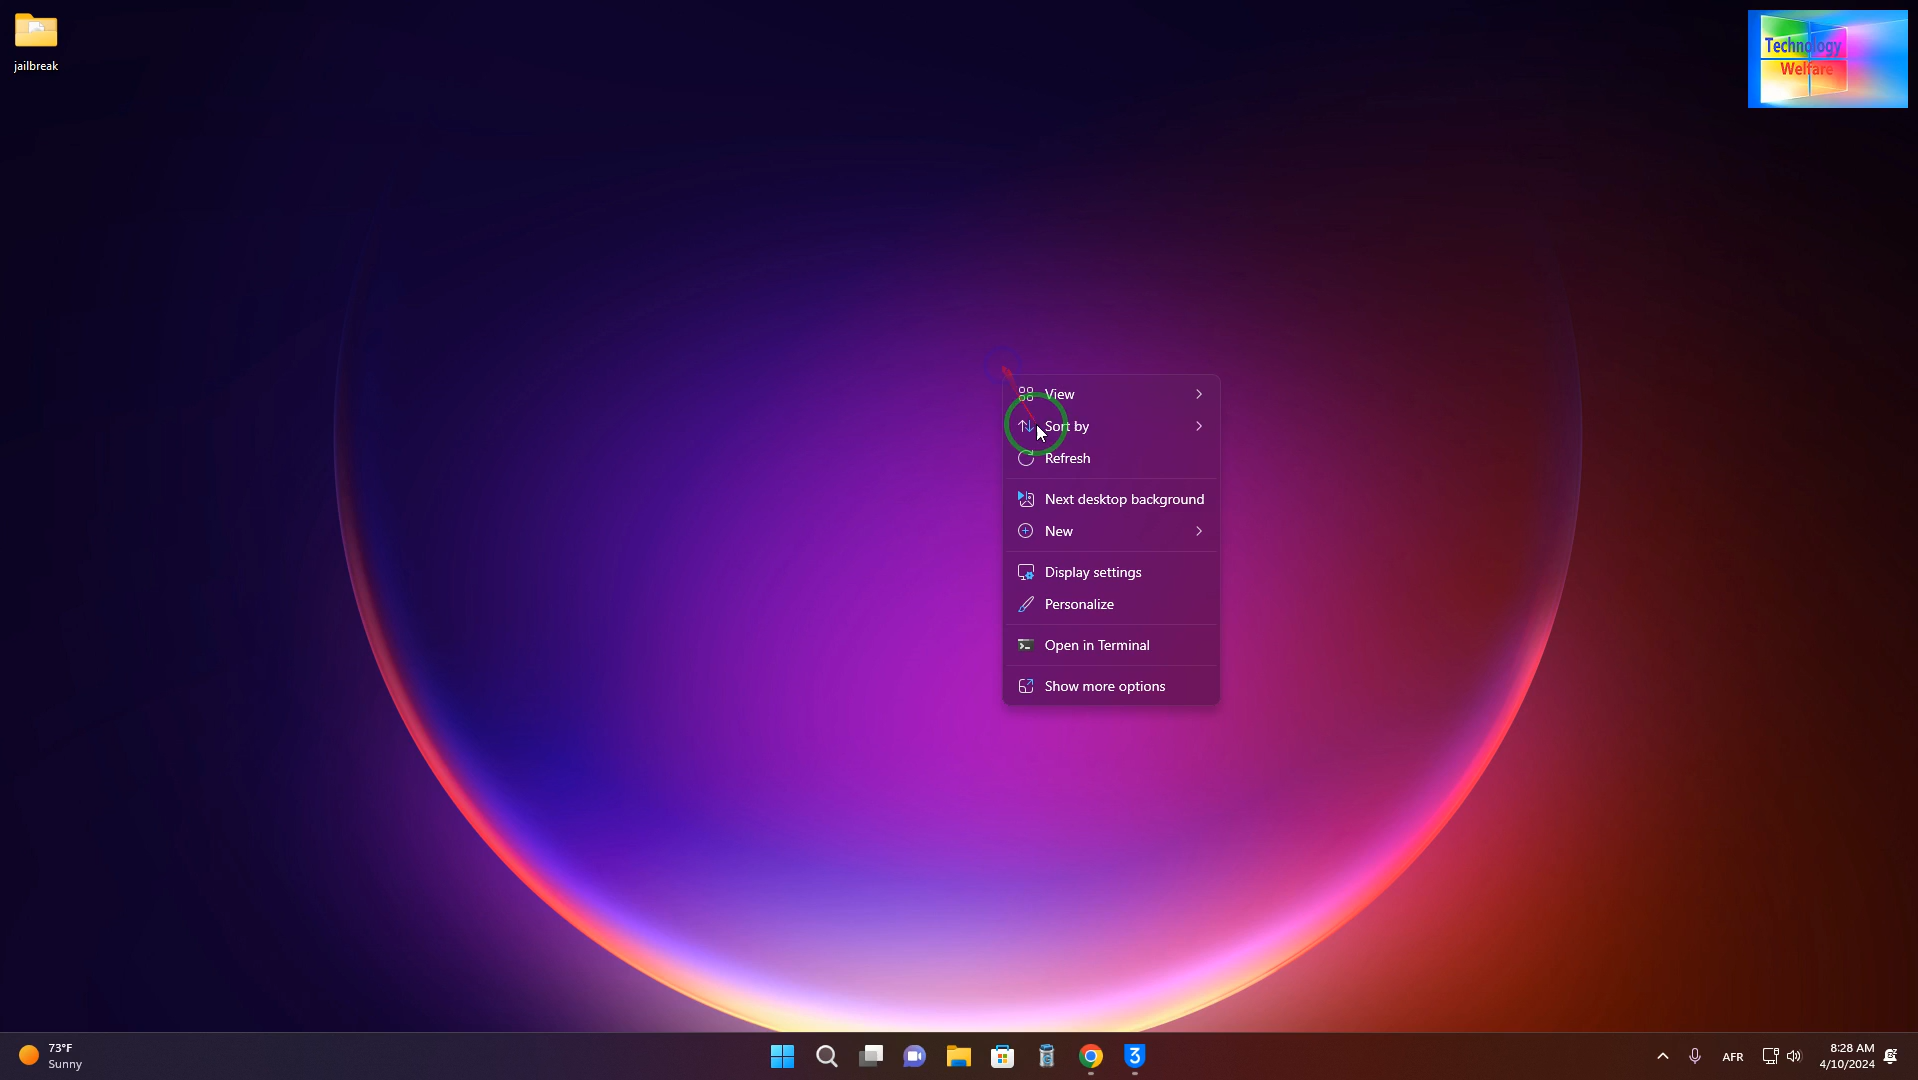 jailbreak
Technology
Welfare
View
Sort by
Refresh
Next desktop background
New
Display settings
Personalize
Open in Terminal
Show more options
73°F
Sunny
3
AFR
8:28 AM
4/10/2024